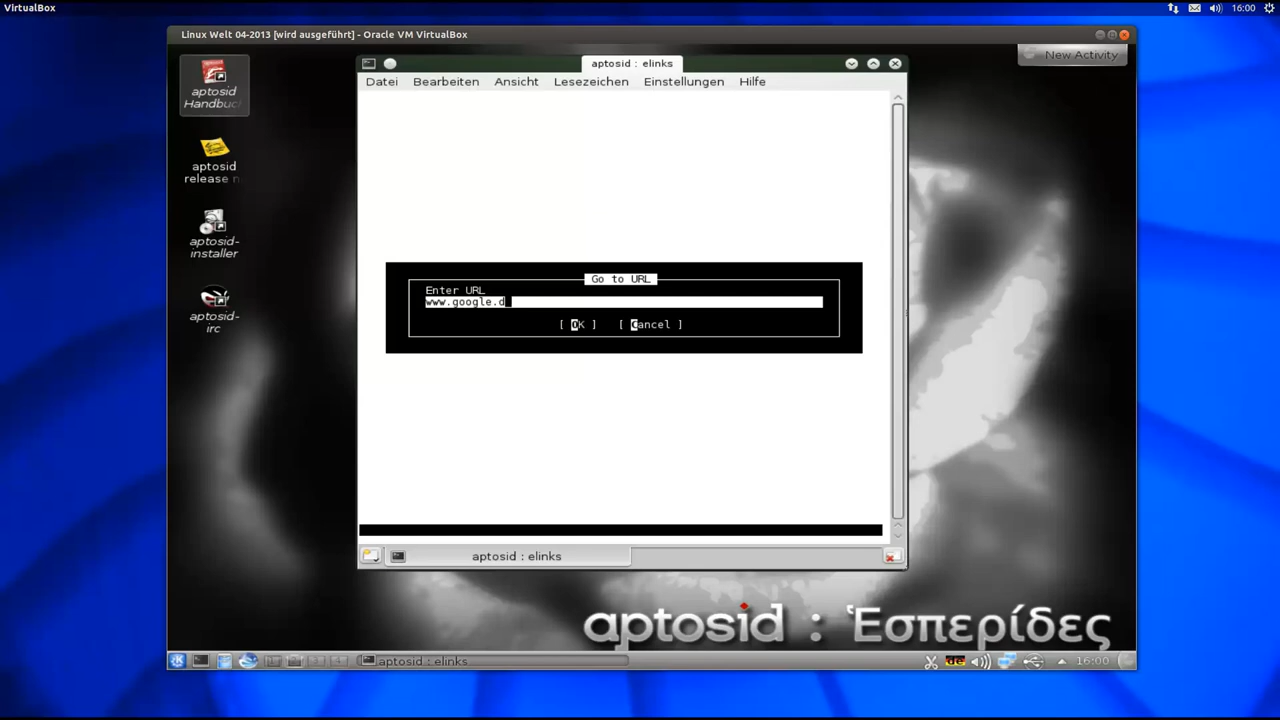 VirtualBox
16:00
Linux Welt 04-2013 [wird ausgeführt] - Oracle VM VirtualBox
New Activity
aptosid
Handbuc
aptosid
release n
aptosid-
installer
aptosid-
irc
aptosid : elinks
Datei Bearbeiten Ansicht Lesezeichen Einstellungen Hilfe
Go to URL
Enter URL
www.google.d
[ OK ] [ Cancel ]
aptosid : elinks
aptosid : Ἑσπερίδες
aptosid : elinks
de
16:00